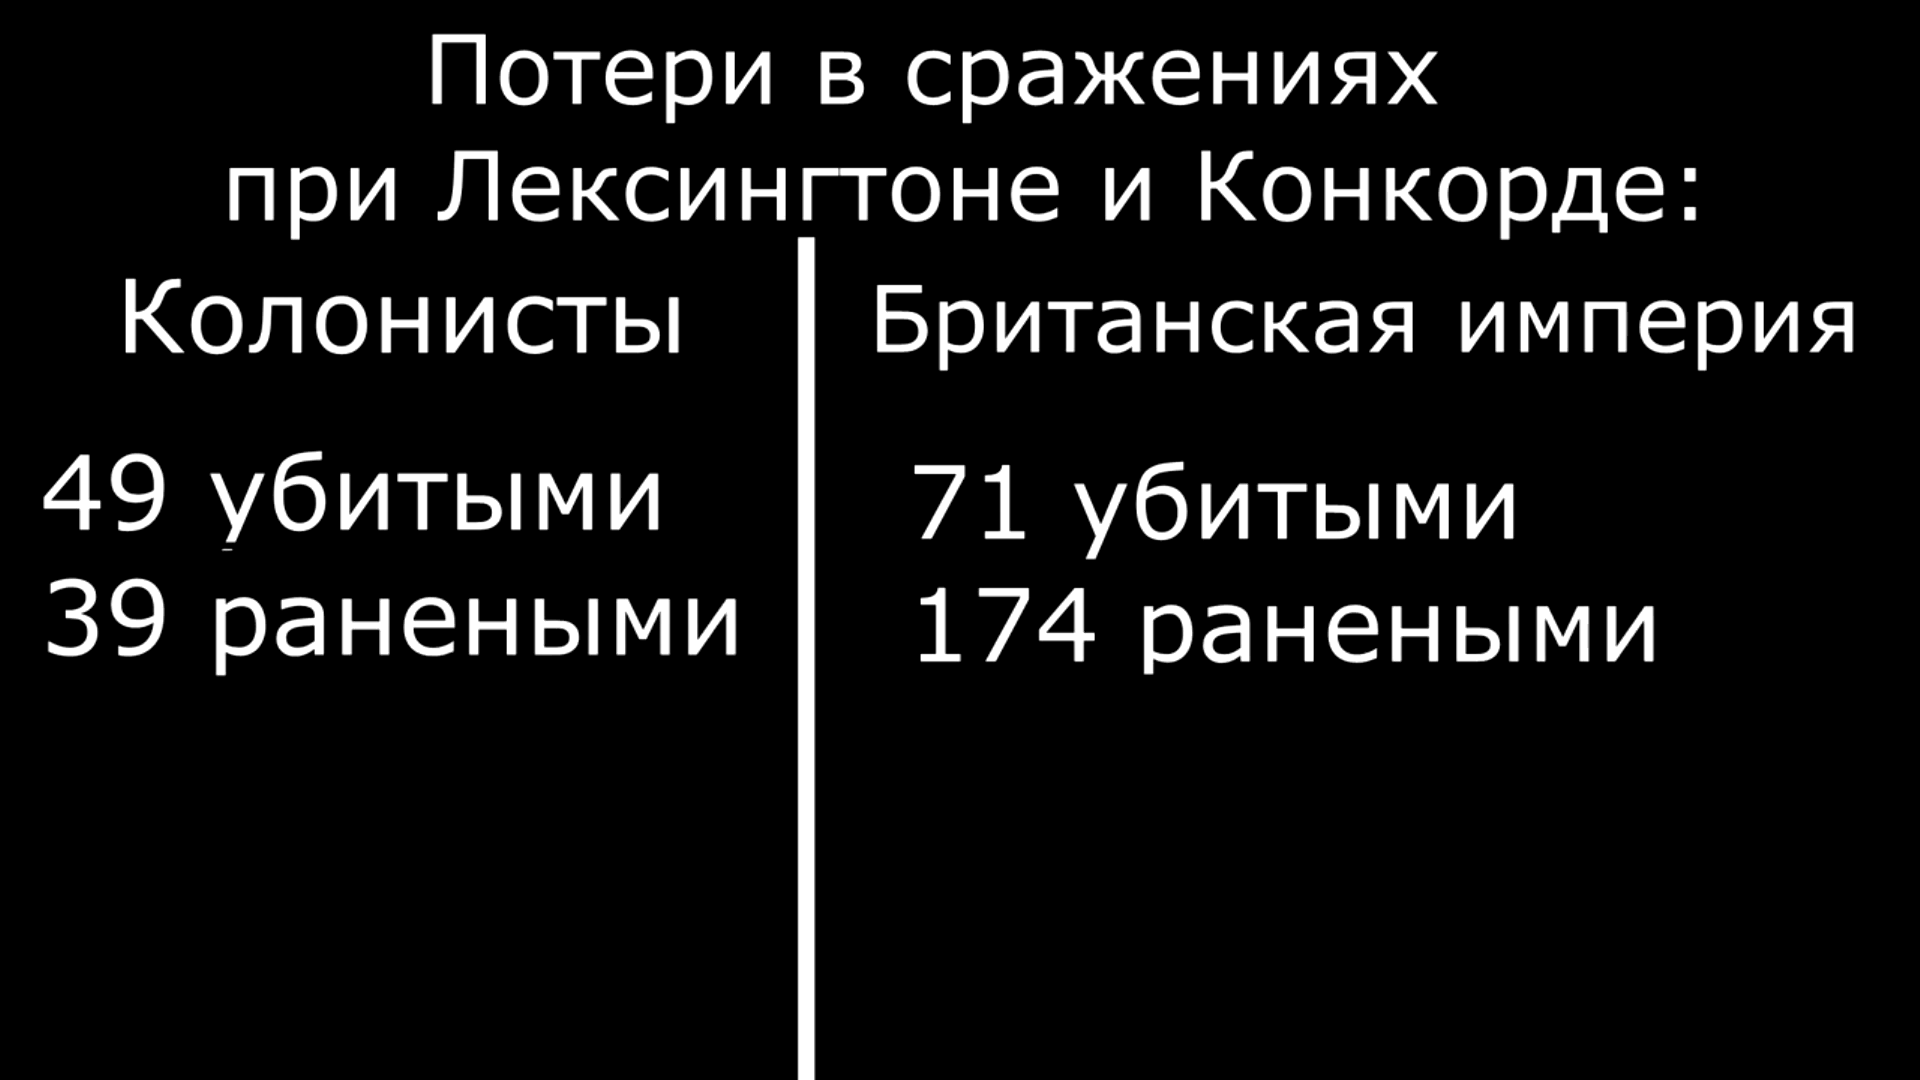 Потери в сражениях
при Лексингтоне и Конкорде:
Колонисты
49 убитыми
39 ранеными
Британская империя
71 убитыми
174 ранеными